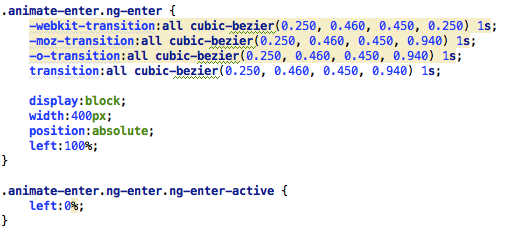 .animate-enter.ng-enter {
    -webkit-transition:all cubic-bezier(0.250, 0.460, 0.450, 0.250) 1s;
    -moz-transition:all cubic-bezier(0.250, 0.460, 0.450, 0.940) 1s;
    -o-transition:all cubic-bezier(0.250, 0.460, 0.450, 0.940) 1s;
    transition:all cubic-bezier(0.250, 0.460, 0.450, 0.940) 1s;

    display:block;
    width:400px;
    position:absolute;
    left:100%;
}

.animate-enter.ng-enter.ng-enter-active {
    left:0%;
}